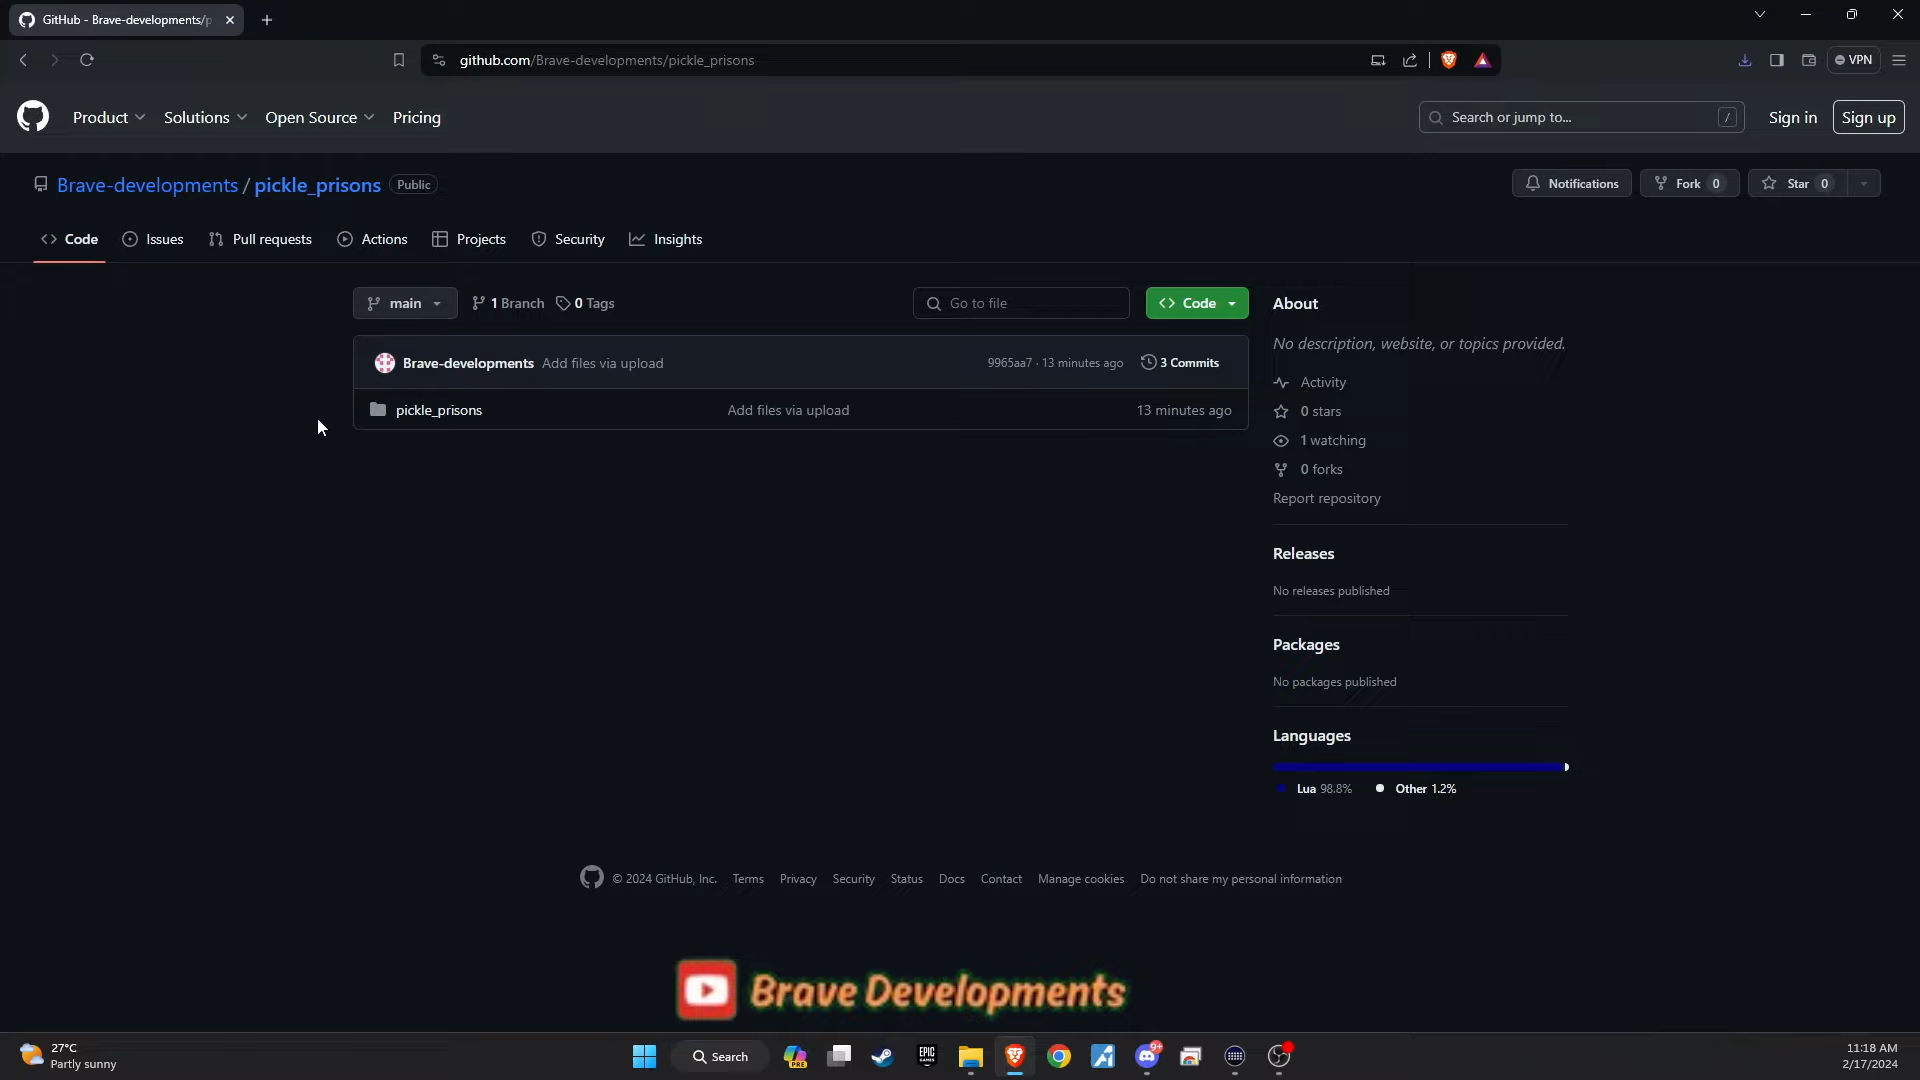 GitHub - Brave-developments/p
github.com/Brave-developments/pickle_prisons
VPN
Product
Solutions
Open Source
Pricing
Search or jump to...
/
Sign in
Sign up
Brave-developments / pickle_prisons
Public
Notifications
Fork 0
Star 0
Code
Issues
Pull requests
Actions
Projects
Security
Insights
main
1 Branch
0 Tags
Go to file
Code
About
Brave-developments Add files via upload
9965aa7 · 13 minutes ago
3 Commits
No description, website, or topics provided.
pickle_prisons
Add files via upload
13 minutes ago
Activity
0 stars
1 watching
0 forks
Report repository
Releases
No releases published
Packages
No packages published
Languages
Lua 98.8%
Other 1.2%
© 2024 GitHub, Inc.
Terms
Privacy
Security
Status
Docs
Contact
Manage cookies
Do not share my personal information
Brave Developments
27°C
Partly sunny
Search
PRE
EPIC
GAMES
9+
11:18 AM
2/17/2024